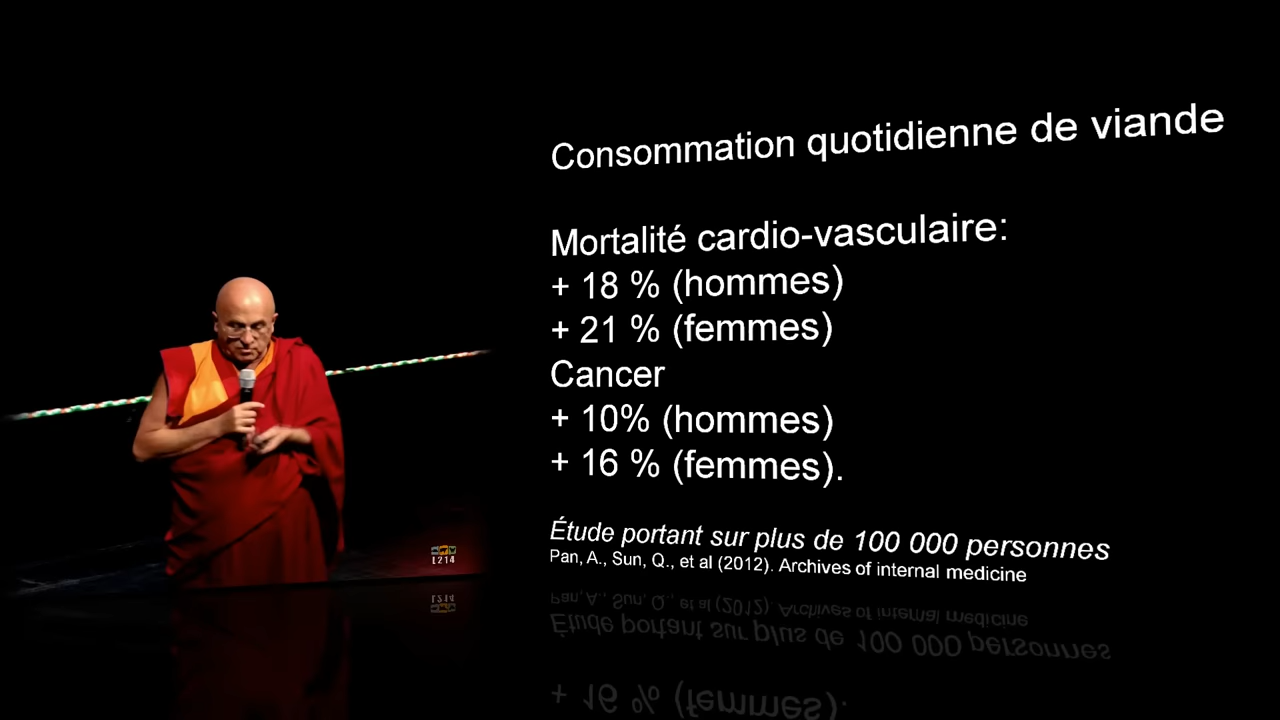 Consommation quotidienne de viande
Mortalité cardio-vasculaire:
+ 18 % (hommes)
+ 21 % (femmes)
Cancer
+ 10% (hommes)
+ 16 % (femmes).
Étude portant sur plus de 100 000 personnes
Pan, A., Sun, Q., et al (2012). Archives of internal medicine
L214